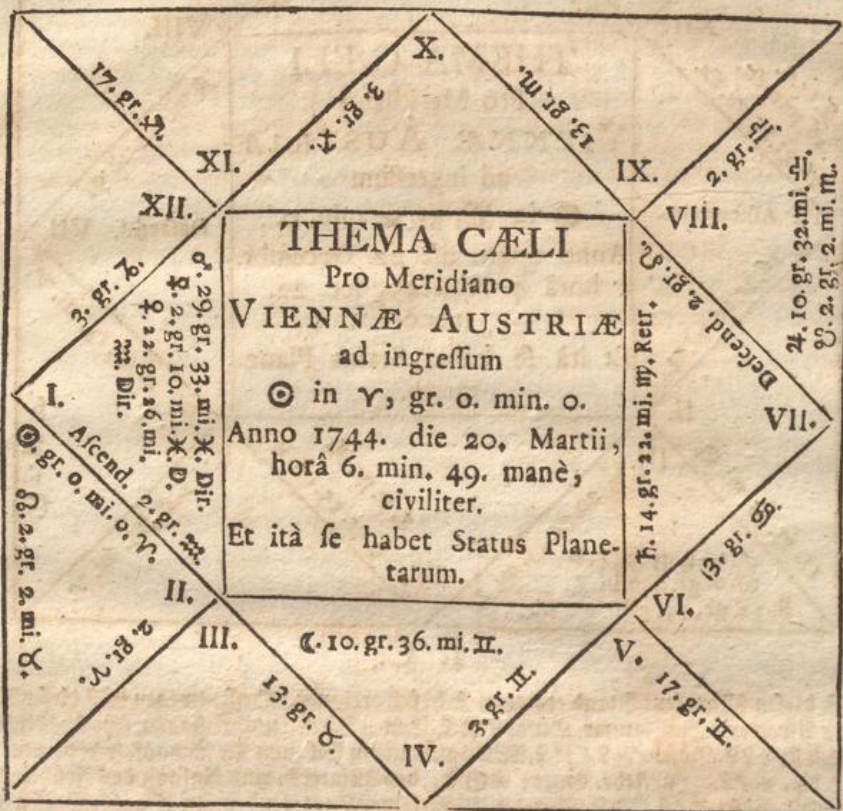 X.
17. gr. ♐.
3. gr. ♐.
13. gr. ♏.
XI.
IX.
2. gr. ♎.
XII.
VIII.
♃. 10. gr. 32. mi. ♎.
☋. 2. gr. 2. mi. ♏.
THEMA CÆLI
Pro Meridiano
VIENNÆ AUSTRIÆ
ad ingreſſum
☉ in ♈, gr. 0. min. 0.
Anno 1744. die 20. Martii,
horâ 6. min. 49. manè,
civiliter.
Et ità ſe habet Status Plane-
tarum.
3. gr. ♑.
♂. 29. gr. 33. mi. ♓. Dir.
☿. 2. gr. 10. mi. ♓. D.
♀. 22. gr. 26. mi.
♒. Dir.
Deſcend. 2. gr. ♌.
♄. 14. gr. 22. mi. ♍. Retr.
I.
VII.
Aſcend. 2. gr. ♒.
☉. gr. 0. mi. 0. ♈.
☊. 2. gr. 2. mi. ♉.
13. gr. ♋.
II.
VI.
III.
☾. 10. gr. 36. mi. ♊.
V.
2. gr. ♈.
13. gr. ♉.
3. gr. ♊.
17. gr. ♊.
IV.